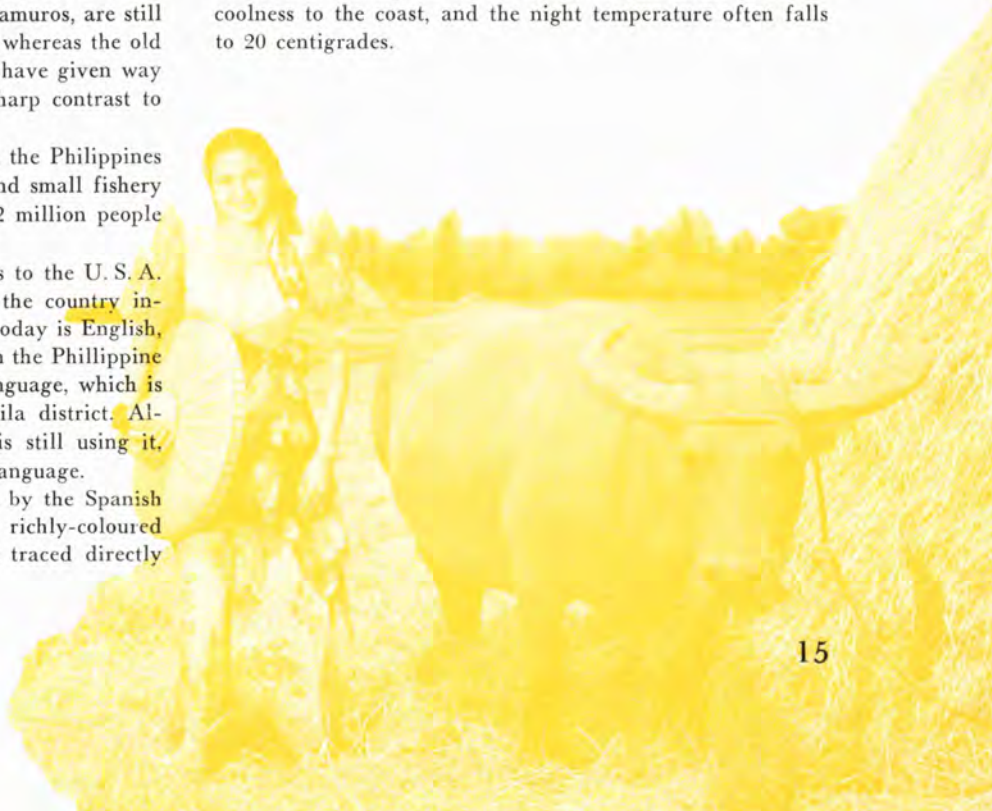 amuros, are still
whereas the old
have given way
harp contrast to
the Philippines
nd small fishery
2 million people
s to the U. S. A.
the country in-
oday is English,
n the Phillippine
nguage, which is
ila district. Al-
is still using it,
anguage.
by the Spanish
richly-coloured
traced directly
coolness to the coast, and the night temperature often falls
to 20 centigrades.
15